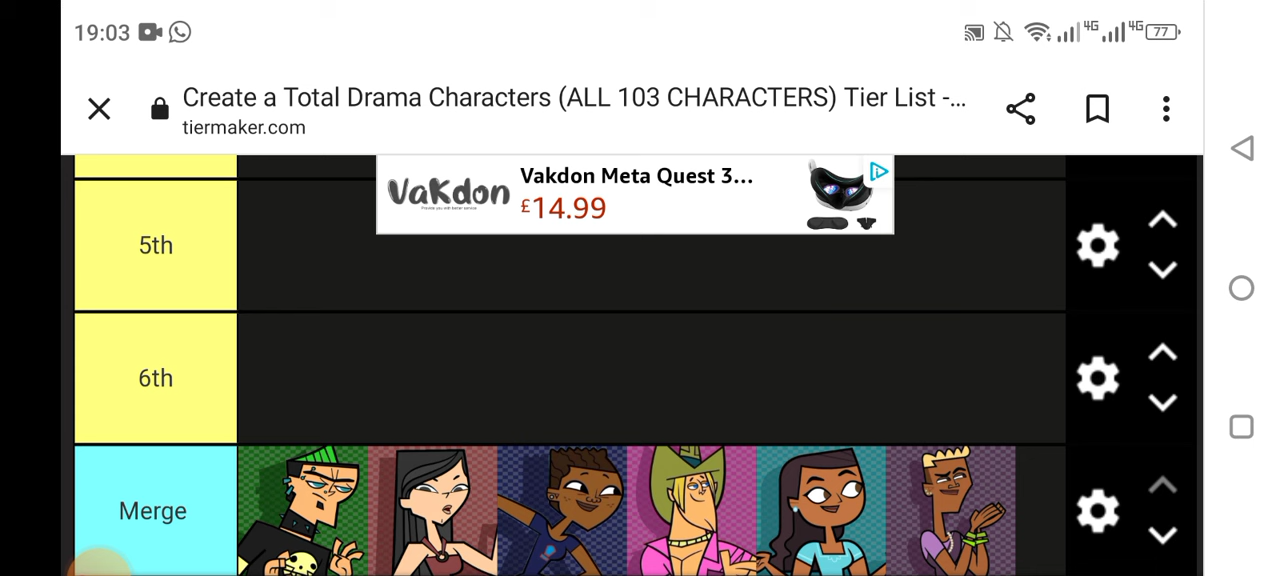 19:03
4G 4G 77
Create a Total Drama Characters (ALL 103 CHARACTERS) Tier List -...
tiermaker.com
Vakdon
Vakdon Meta Quest 3...
£14.99
5th
6th
Merge